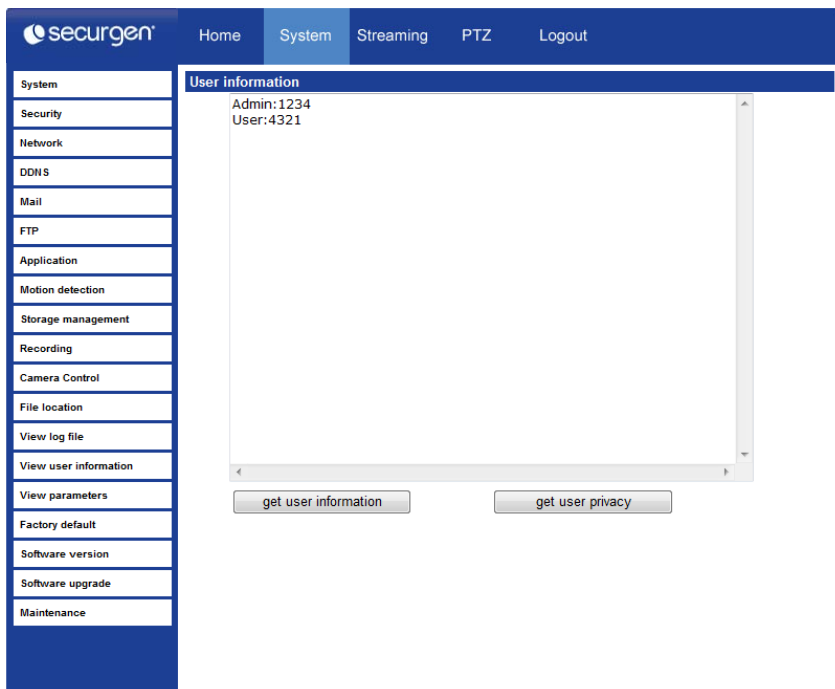 securgen
Home System Streaming PTZ Logout
System
Security
Network
DDNS
Mail
FTP
Application
Motion detection
Storage management
Recording
Camera Control
File location
View log file
View user information
View parameters
Factory default
Software version
Software upgrade
Maintenance
User information
Admin:1234
User:4321
get user information
get user privacy